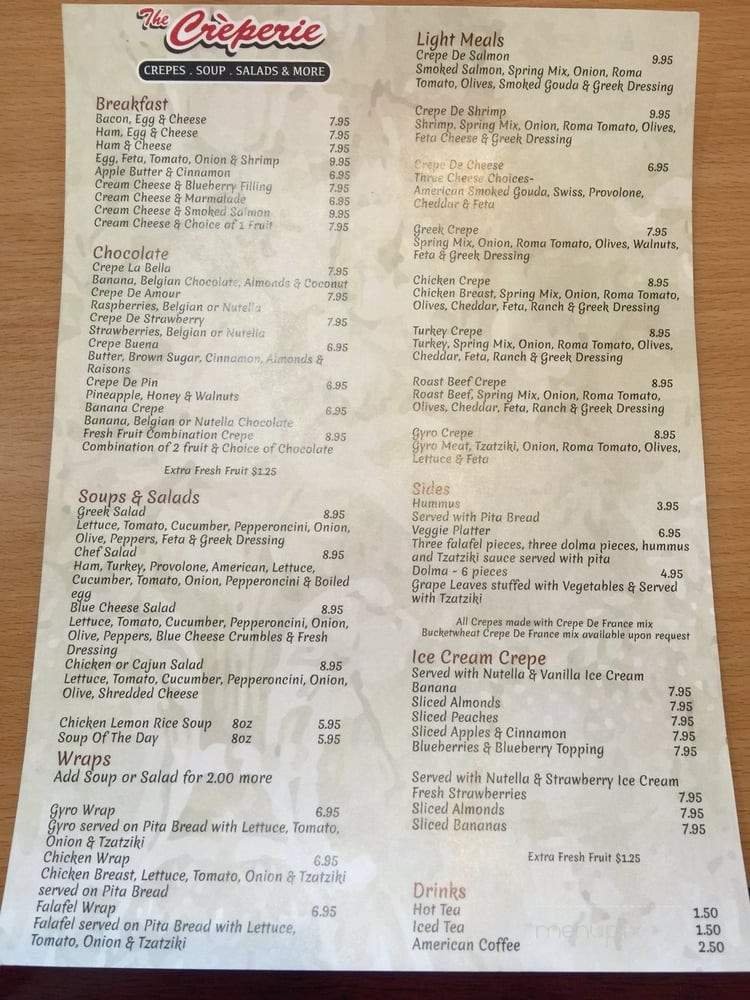 The
Crèperie
CREPES . SOUP . SALADS & MORE
Breakfast
Bacon, Egg & Cheese 7.95
Ham, Egg & Cheese 7.95
Ham & Cheese 7.95
Egg, Feta, Tomato, Onion & Shrimp 9.95
Apple Butter & Cinnamon 6.95
Cream Cheese & Blueberry Filling 7.95
Cream Cheese & Marmalade 6.95
Cream Cheese & Smoked Salmon 9.95
Cream Cheese & Choice of 1 Fruit 7.95
Chocolate
Crepe La Bella 7.95
Banana, Belgian Chocolate, Almonds & Coconut
Crepe De Amour 7.95
Raspberries, Belgian or Nutella
Crepe De Strawberry 7.95
Strawberries, Belgian or Nutella
Crepe Buena 6.95
Butter, Brown Sugar, Cinnamon, Almonds &
Raisons
Crepe De Pin 6.95
Pineapple, Honey & Walnuts
Banana Crepe 6.95
Banana, Belgian or Nutella Chocolate
Fresh Fruit Combination Crepe 8.95
Combination of 2 fruit & Choice of Chocolate
Extra Fresh Fruit $1.25
Soups & Salads
Greek Salad 8.95
Lettuce, Tomato, Cucumber, Pepperoncini, Onion,
Olive, Peppers, Feta & Greek Dressing
Chef Salad 8.95
Ham, Turkey, Provolone, American, Lettuce,
Cucumber, Tomato, Onion, Pepperoncini & Boiled
egg
Blue Cheese Salad 8.95
Lettuce, Tomato, Cucumber, Pepperoncini, Onion,
Olive, Peppers, Blue Cheese Crumbles & Fresh
Dressing
Chicken or Cajun Salad 8.95
Lettuce, Tomato, Cucumber, Pepperoncini, Onion,
Olive, Shredded Cheese
Chicken Lemon Rice Soup 8oz 5.95
Soup Of The Day 8oz 5.95
Wraps
Add Soup or Salad for 2.00 more
Gyro Wrap 6.95
Gyro served on Pita Bread with Lettuce, Tomato,
Onion & Tzatziki
Chicken Wrap 6.95
Chicken Breast, Lettuce, Tomato, Onion & Tzatziki
served on Pita Bread
Falafel Wrap 6.95
Falafel served on Pita Bread with Lettuce,
Tomato, Onion & Tzatziki
Light Meals
Crepe De Salmon 9.95
Smoked Salmon, Spring Mix, Onion, Roma
Tomato, Olives, Smoked Gouda & Greek Dressing
Crepe De Shrimp 9.95
Shrimp, Spring Mix, Onion, Roma Tomato, Olives,
Feta Cheese & Greek Dressing
Crepe De Cheese 6.95
Three Cheese Choices-
American Smoked Gouda, Swiss, Provolone,
Cheddar & Feta
Greek Crepe 7.95
Spring Mix, Onion, Roma Tomato, Olives, Walnuts,
Feta & Greek Dressing
Chicken Crepe 8.95
Chicken Breast, Spring Mix, Onion, Roma Tomato,
Olives, Cheddar, Feta, Ranch & Greek Dressing
Turkey Crepe 8.95
Turkey, Spring Mix, Onion, Roma Tomato, Olives,
Cheddar, Feta, Ranch & Greek Dressing
Roast Beef Crepe 8.95
Roast Beef, Spring Mix, Onion, Roma Tomato,
Olives, Cheddar, Feta, Ranch & Greek Dressing
Gyro Crepe 8.95
Gyro Meat, Tzatziki, Onion, Roma Tomato, Olives,
Lettuce & Feta
Sides
Hummus 3.95
Served with Pita Bread
Veggie Platter 6.95
Three falafel pieces, three dolma pieces, hummus
and Tzatziki sauce served with pita
Dolma - 6 pieces 4.95
Grape Leaves stuffed with Vegetables & Served
with Tzatziki
All Crepes made with Crepe De France mix
Bucketwheat Crepe De France mix available upon request
Ice Cream Crepe
Served with Nutella & Vanilla Ice Cream
Banana 7.95
Sliced Almonds 7.95
Sliced Peaches 7.95
Sliced Apples & Cinnamon 7.95
Blueberries & Blueberry Topping 7.95
Served with Nutella & Strawberry Ice Cream
Fresh Strawberries 7.95
Sliced Almonds 7.95
Sliced Bananas 7.95
Extra Fresh Fruit $1.25
Drinks
Hot Tea 1.50
Iced Tea 1.50
American Coffee 2.50